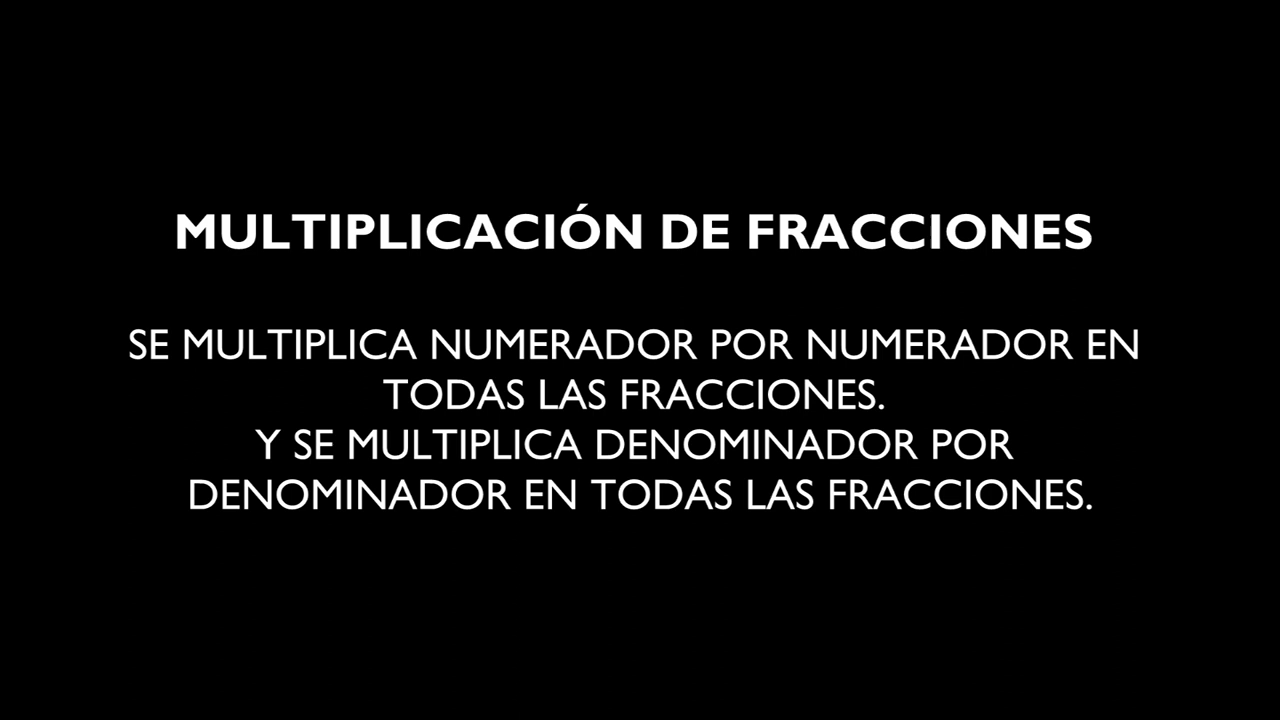 MULTIPLICACIÓN DE FRACCIONES
SE MULTIPLICA NUMERADOR POR NUMERADOR EN
TODAS LAS FRACCIONES.
Y SE MULTIPLICA DENOMINADOR POR
DENOMINADOR EN TODAS LAS FRACCIONES.